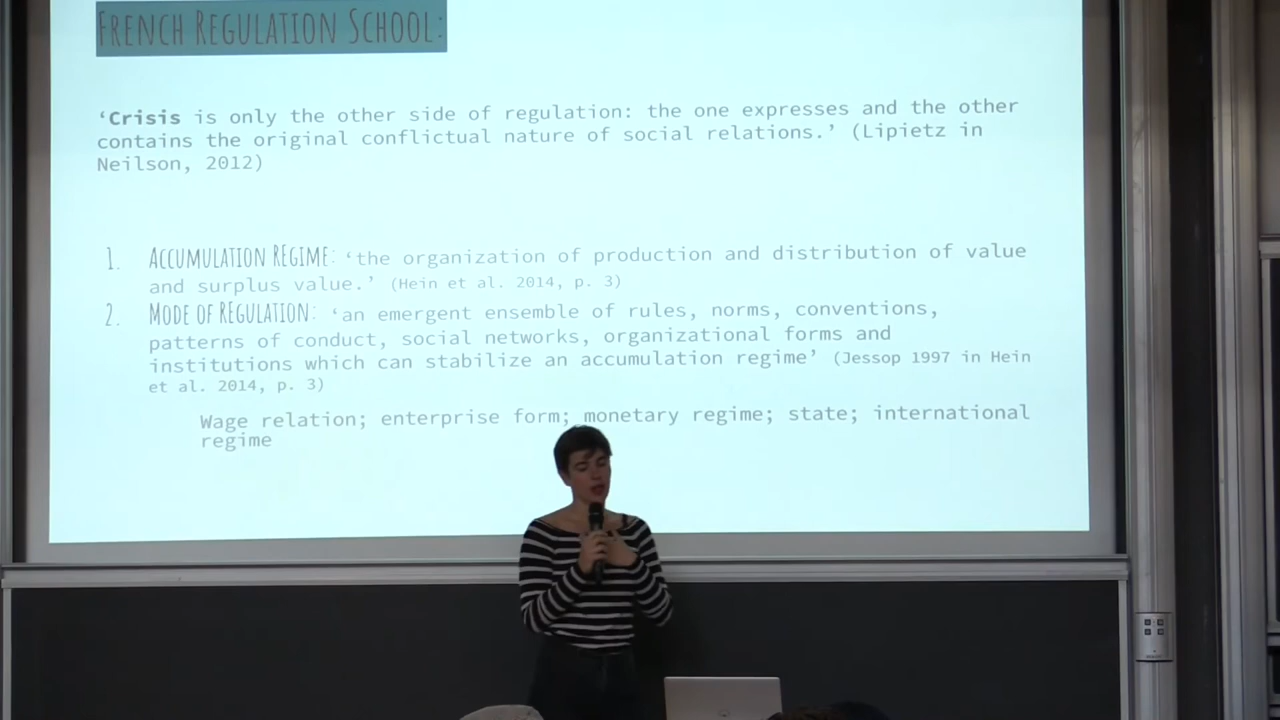 FRENCH REGULATION SCHOOL:
‘Crisis is only the other side of regulation: the one expresses and the other
contains the original conflictual nature of social relations.’ (Lipietz in
Neilson, 2012)
1. ACCUMULATION REGIME: ‘the organization of production and distribution of value
and surplus value.’ (Hein et al. 2014, p. 3)
2. MODE OF REGULATION: ‘an emergent ensemble of rules, norms, conventions,
patterns of conduct, social networks, organizational forms and
institutions which can stabilize an accumulation regime’ (Jessop 1997 in Hein
et al. 2014, p. 3)
Wage relation; enterprise form; monetary regime; state; international
regime